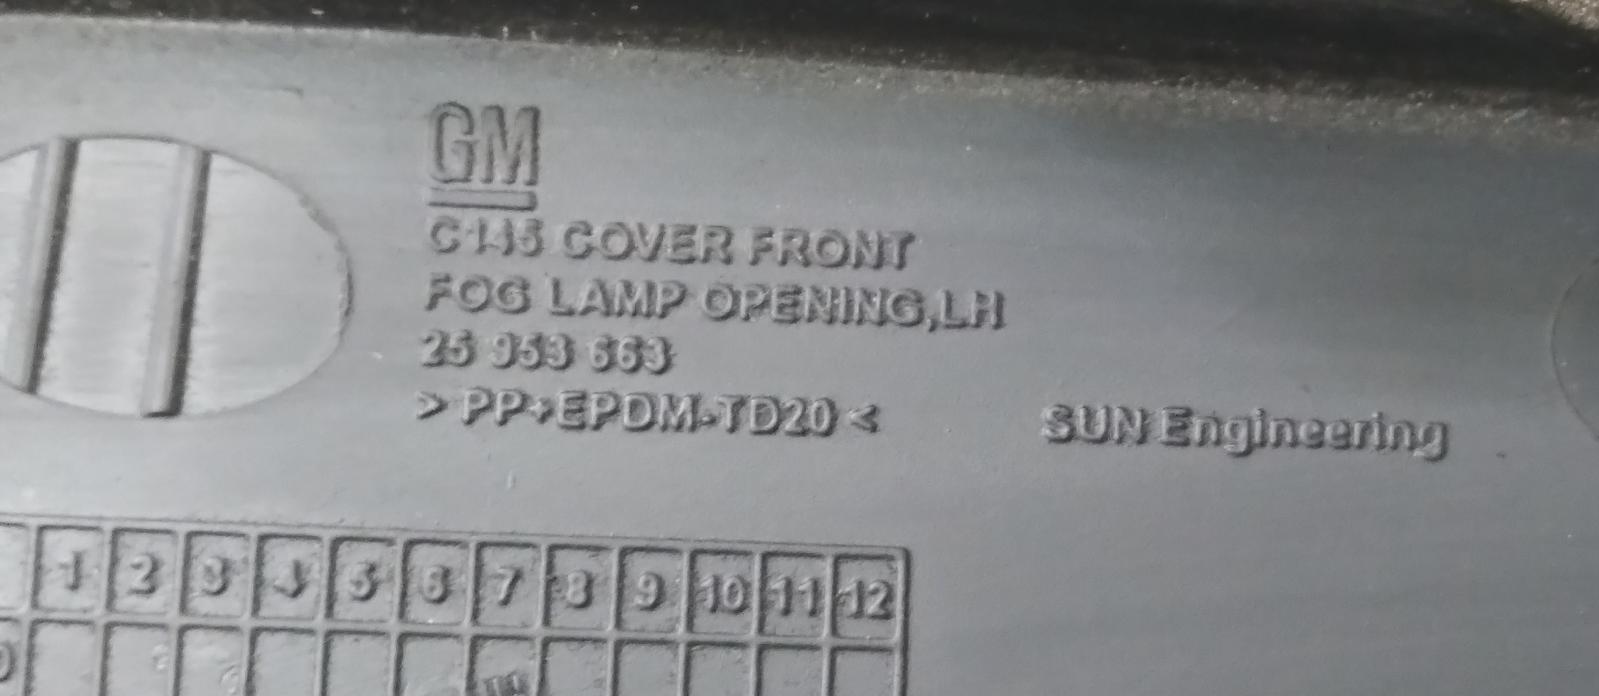 GM
C145 COVER FRONT
FOG LAMP OPENING,LH
25 953 663
>PP+EPDM-TD20<
SUN Engineering
1 2 3 4 5 6 7 8 9 10 11 12